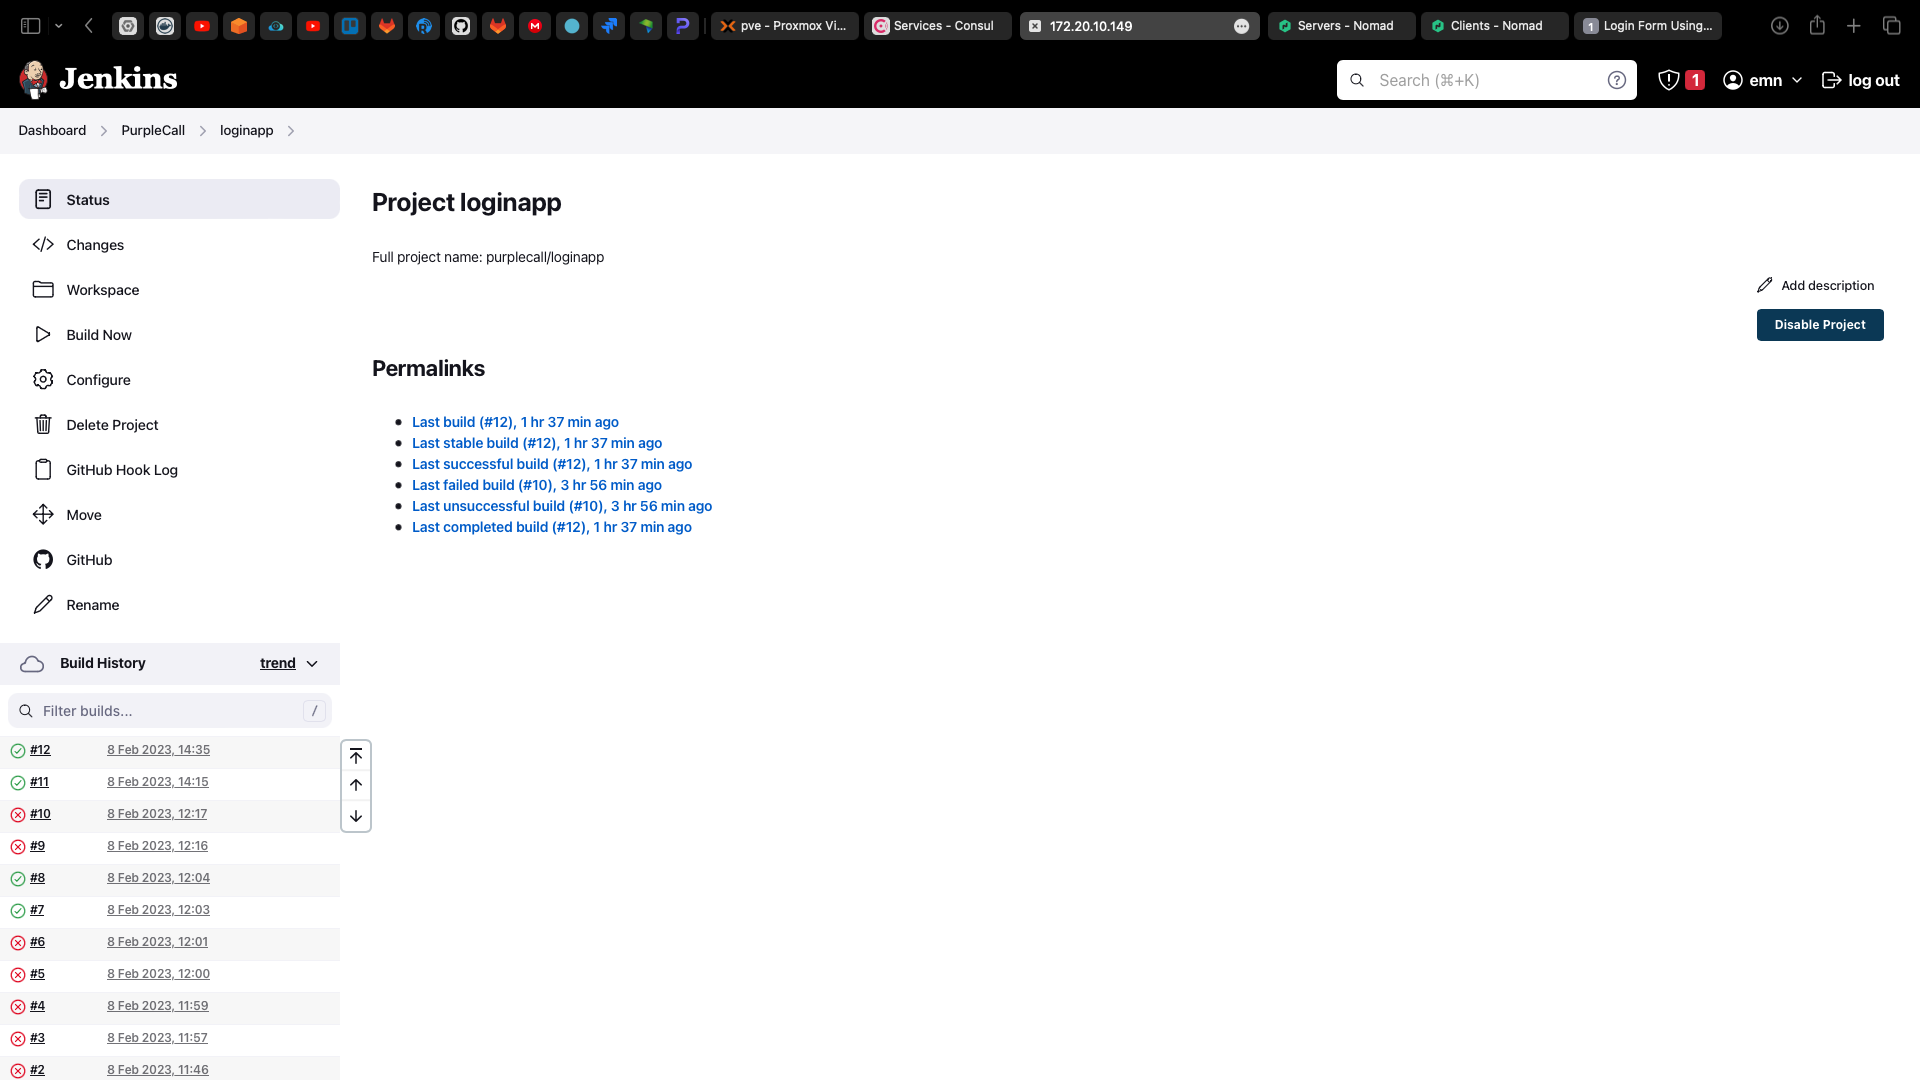 pve - Proxmox Vi...
Services - Consul
172.20.10.149
Servers - Nomad
Clients - Nomad
1 Login Form Using...
Jenkins
Search (⌘+K)
1
emn
log out
Dashboard
PurpleCall
loginapp
Status
Changes
Workspace
Build Now
Configure
Delete Project
GitHub Hook Log
Move
GitHub
Rename
Project loginapp
Full project name: purplecall/loginapp
Add description
Disable Project
Permalinks
Last build (#12), 1 hr 37 min ago
Last stable build (#12), 1 hr 37 min ago
Last successful build (#12), 1 hr 37 min ago
Last failed build (#10), 3 hr 56 min ago
Last unsuccessful build (#10), 3 hr 56 min ago
Last completed build (#12), 1 hr 37 min ago
Build History
trend
Filter builds...
/
#12 8 Feb 2023, 14:35
#11 8 Feb 2023, 14:15
#10 8 Feb 2023, 12:17
#9 8 Feb 2023, 12:16
#8 8 Feb 2023, 12:04
#7 8 Feb 2023, 12:03
#6 8 Feb 2023, 12:01
#5 8 Feb 2023, 12:00
#4 8 Feb 2023, 11:59
#3 8 Feb 2023, 11:57
#2 8 Feb 2023, 11:46